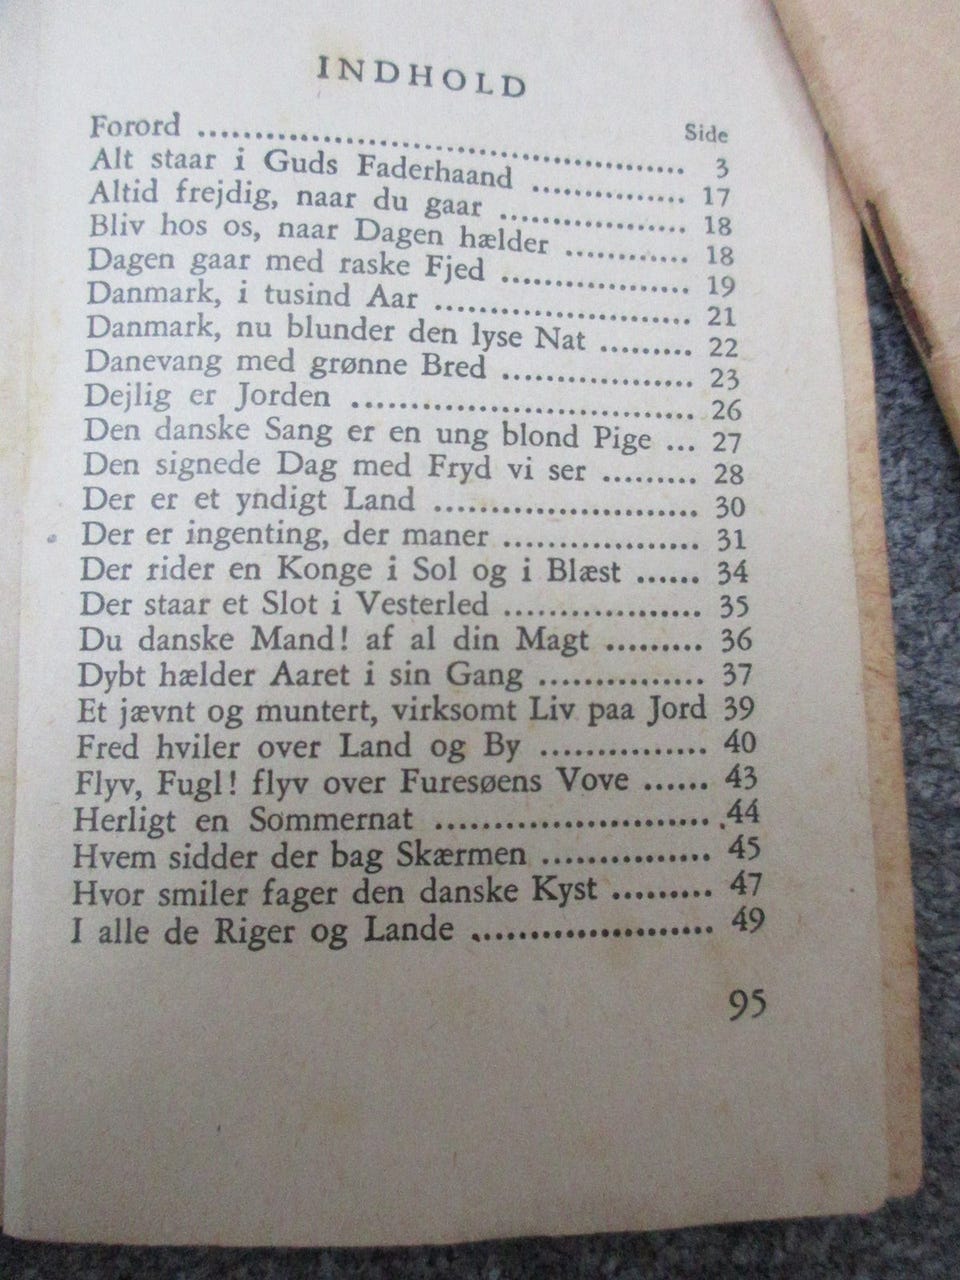 INDHOLD
Side
Forord ........................................ 3
Alt staar i Guds Faderhaand ............... 17
Altid frejdig, naar du gaar .................. 18
Bliv hos os, naar Dagen hælder ............ 18
Dagen gaar med raske Fjed .................. 19
Danmark, i tusind Aar ........................ 21
Danmark, nu blunder den lyse Nat ......... 22
Danevang med grønne Bred .................. 23
Dejlig er Jorden ................................. 26
Den danske Sang er en ung blond Pige ... 27
Den signede Dag med Fryd vi ser ......... 28
Der er et yndigt Land ........................ 30
Der er ingenting, der maner .................. 31
Der rider en Konge i Sol og i Blæst ...... 34
Der staar et Slot i Vesterled .................. 35
Du danske Mand! af al din Magt ......... 36
Dybt hælder Aaret i sin Gang ............... 37
Et jævnt og muntert, virksomt Liv paa Jord 39
Fred hviler over Land og By ............... 40
Flyv, Fugl! flyv over Furesøens Vove ...... 43
Herligt en Sommernat ........................ 44
Hvem sidder der bag Skærmen ............... 45
Hvor smiler fager den danske Kyst ......... 47
I alle de Riger og Lande ..................... 49
95